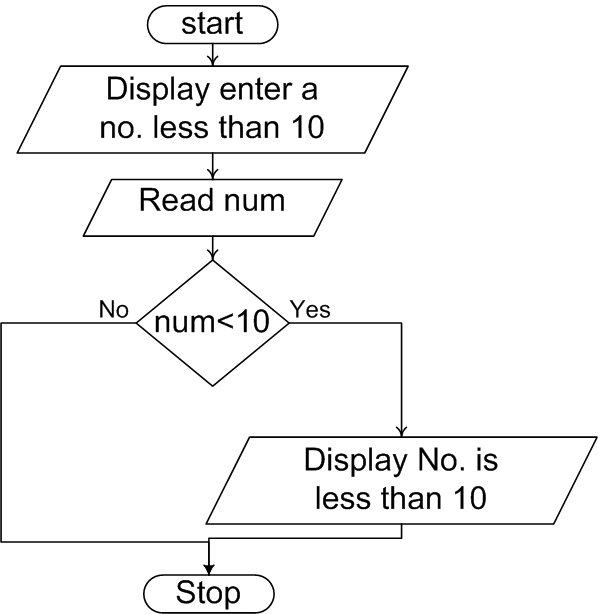 start
Display enter a
no. less than 10
Read num
num<10
No
Yes
Display No. is
less than 10
Stop